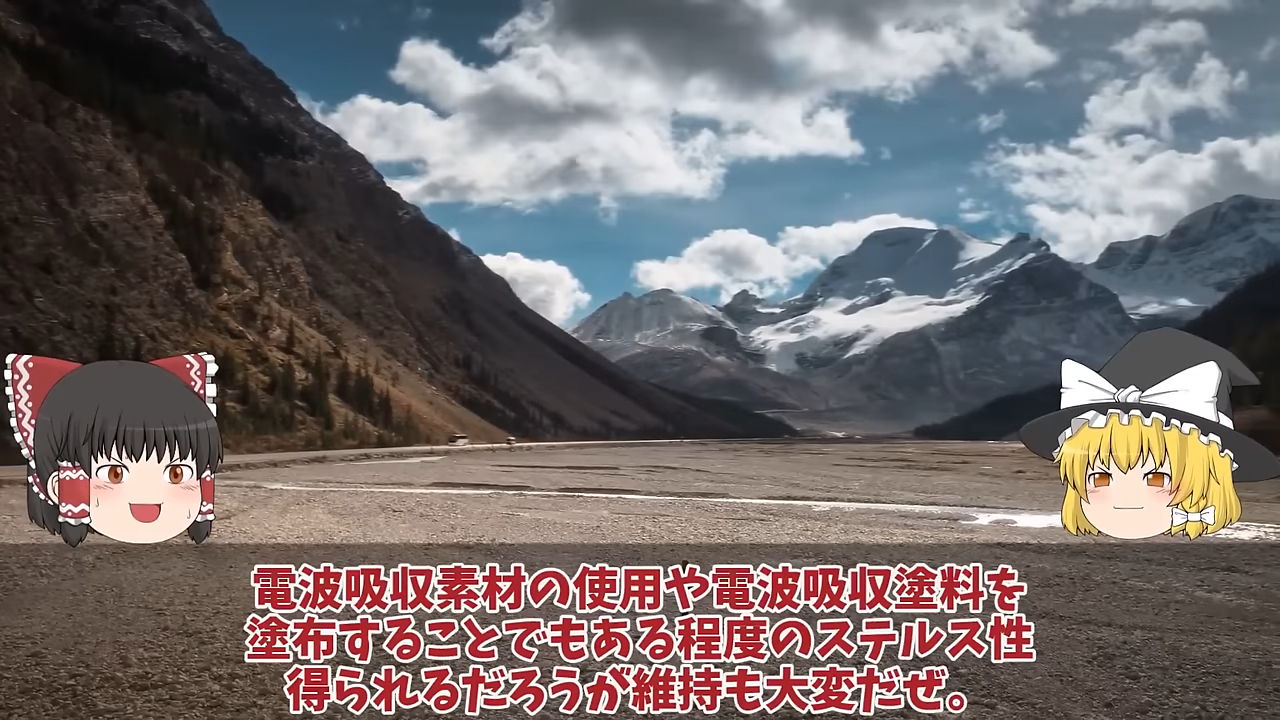 電波吸収素材の使用や電波吸収塗料を
塗布することでもある程度のステルス性
得られるだろうが維持も大変だぜ。